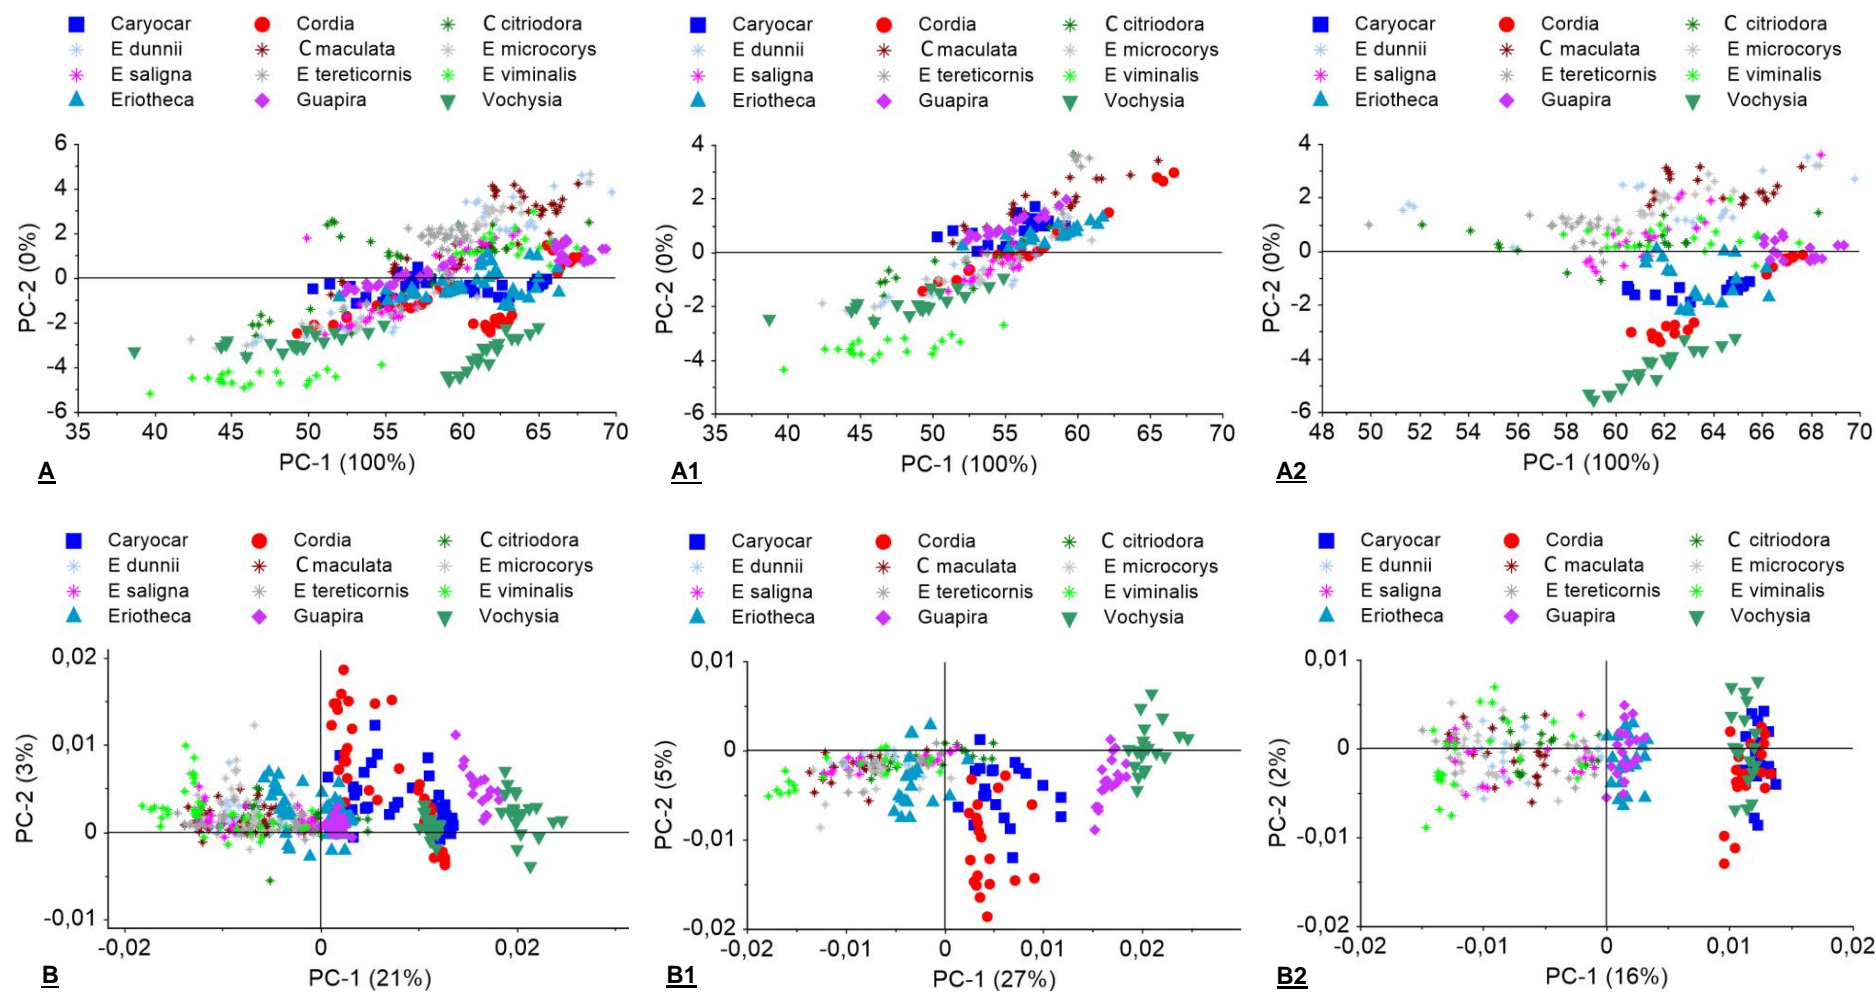 Caryocar Cordia C citriodora
E dunnii C maculata E microcorys
E saligna E tereticornis E viminalis
Eriotheca Guapira Vochysia
6
4
2
0
-2
-4
-6
PC-2 (0%)
35 40 45 50 55 60 65 70
PC-1 (100%)
A
Caryocar Cordia C citriodora
E dunnii C maculata E microcorys
E saligna E tereticornis E viminalis
Eriotheca Guapira Vochysia
4
2
0
-2
-4
-6
PC-2 (0%)
35 40 45 50 55 60 65 70
PC-1 (100%)
A1
Caryocar Cordia C citriodora
E dunnii C maculata E microcorys
E saligna E tereticornis E viminalis
Eriotheca Guapira Vochysia
4
2
0
-2
-4
-6
PC-2 (0%)
48 50 52 54 56 58 60 62 64 66 68 70
PC-1 (100%)
A2
Caryocar Cordia C citriodora
E dunnii C maculata E microcorys
E saligna E tereticornis E viminalis
Eriotheca Guapira Vochysia
0,02
0,01
0
-0,01
PC-2 (3%)
-0,02 0 0,02
PC-1 (21%)
B
Caryocar Cordia C citriodora
E dunnii C maculata E microcorys
E saligna E tereticornis E viminalis
Eriotheca Guapira Vochysia
0,01
0
-0,01
-0,02
PC-2 (5%)
-0,02 -0,01 0 0,01 0,02
PC-1 (27%)
B1
Caryocar Cordia C citriodora
E dunnii C maculata E microcorys
E saligna E tereticornis E viminalis
Eriotheca Guapira Vochysia
0,01
0
-0,01
-0,02
PC-2 (2%)
-0,02 -0,01 0 0,01 0,02
PC-1 (16%)
B2